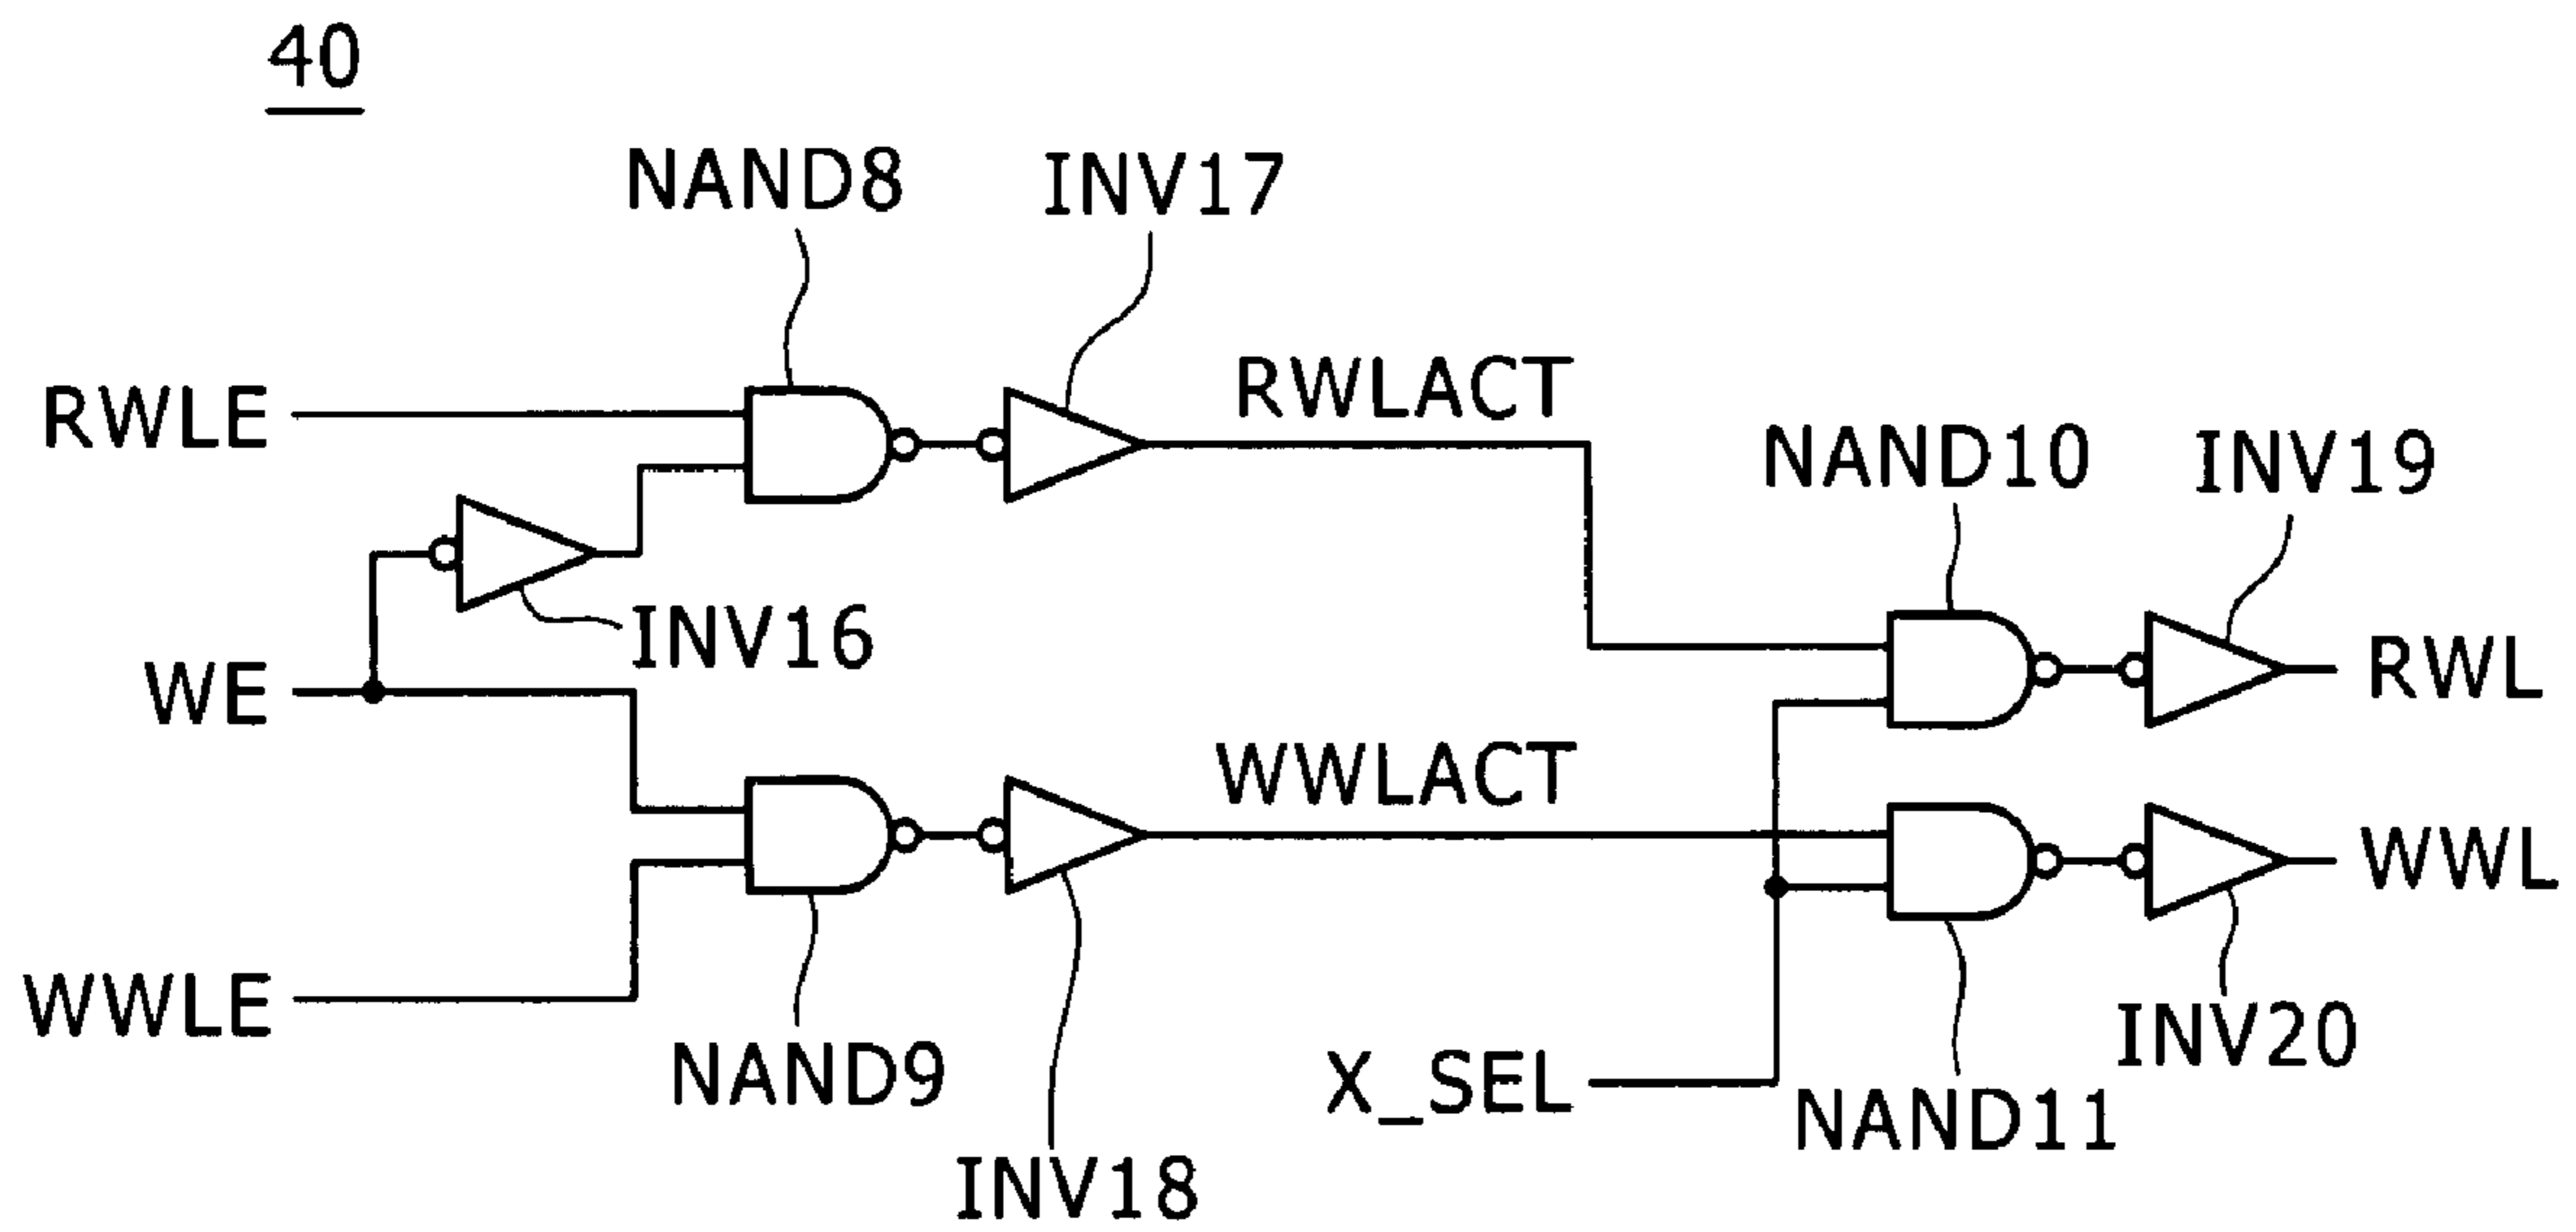 40
NAND8
INV17
RWLE
RWLACT
NAND10
INV19
INV16
WE
RWL
WWLACT
WWL
WWLE
NAND9
X_SEL
INV20
NAND11
INV18